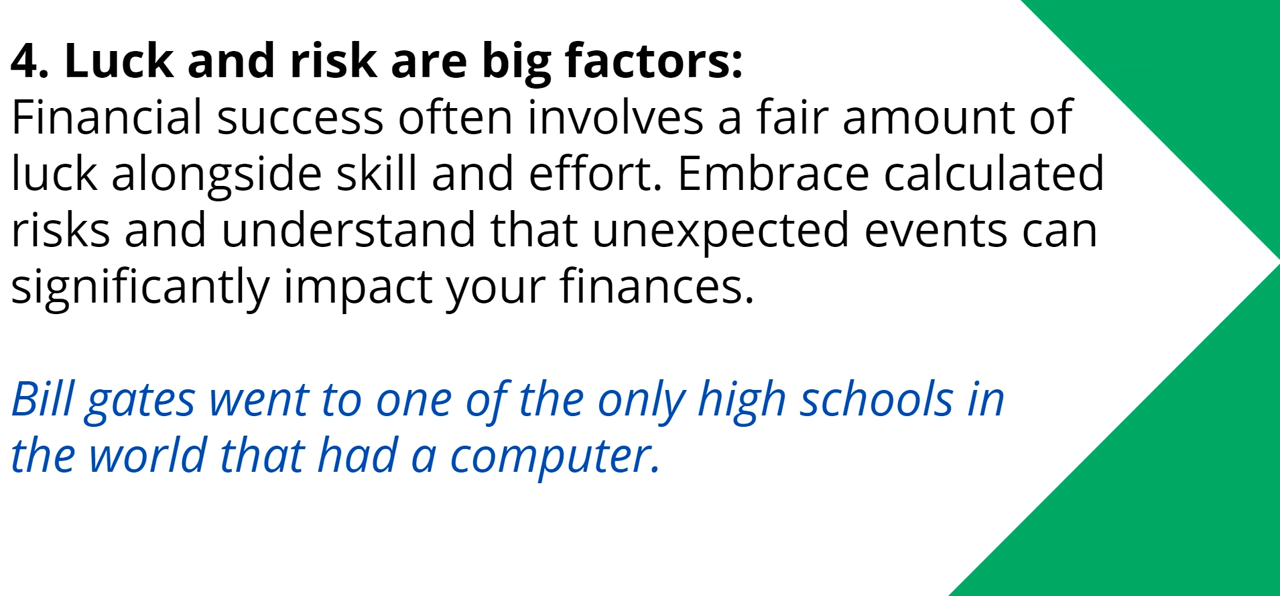 4. Luck and risk are big factors:
Financial success often involves a fair amount of
luck alongside skill and effort. Embrace calculated
risks and understand that unexpected events can
significantly impact your finances.
Bill gates went to one of the only high schools in
the world that had a computer.